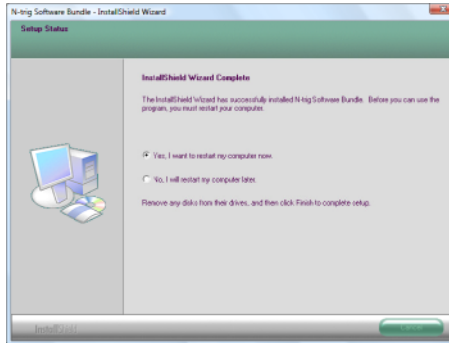 N-trig Software Bundle - InstallShield Wizard
Setup Status
InstallShield Wizard Complete
The InstallShield Wizard has successfully installed N-trig Software Bundle. Before you can use the
program, you must restart your computer.
Yes, I want to restart my computer now.
No, I will restart my computer later.
Remove any disks from their drives, and then click Finish to complete setup.
InstallShield